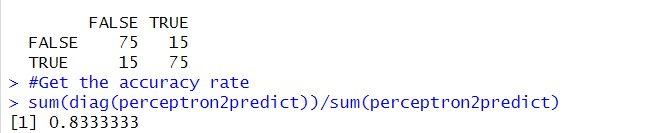 FALSE TRUE
FALSE 75 15
TRUE 15 75
> #Get the accuracy rate
> sum(diag(perceptron2predict))/sum(perceptron2predict)
[1] 0.8333333